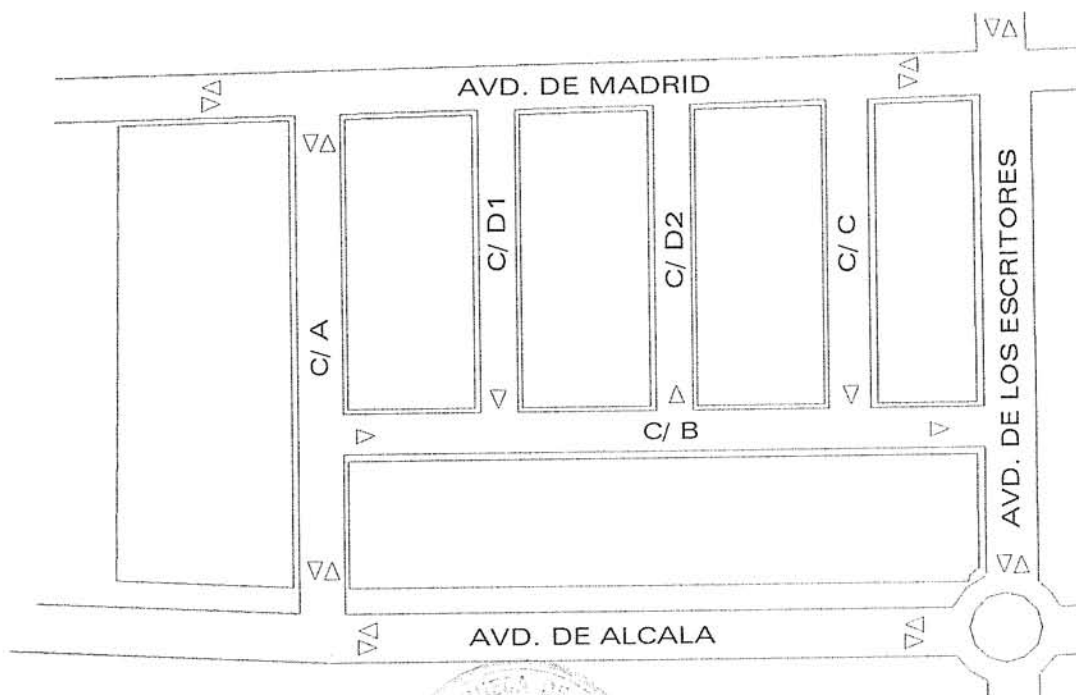 AVD. DE MADRID
C/ A
C/ D1
C/ D2
C/ C
AVD. DE LOS ESCRITORES
C/ B
AVD. DE ALCALA